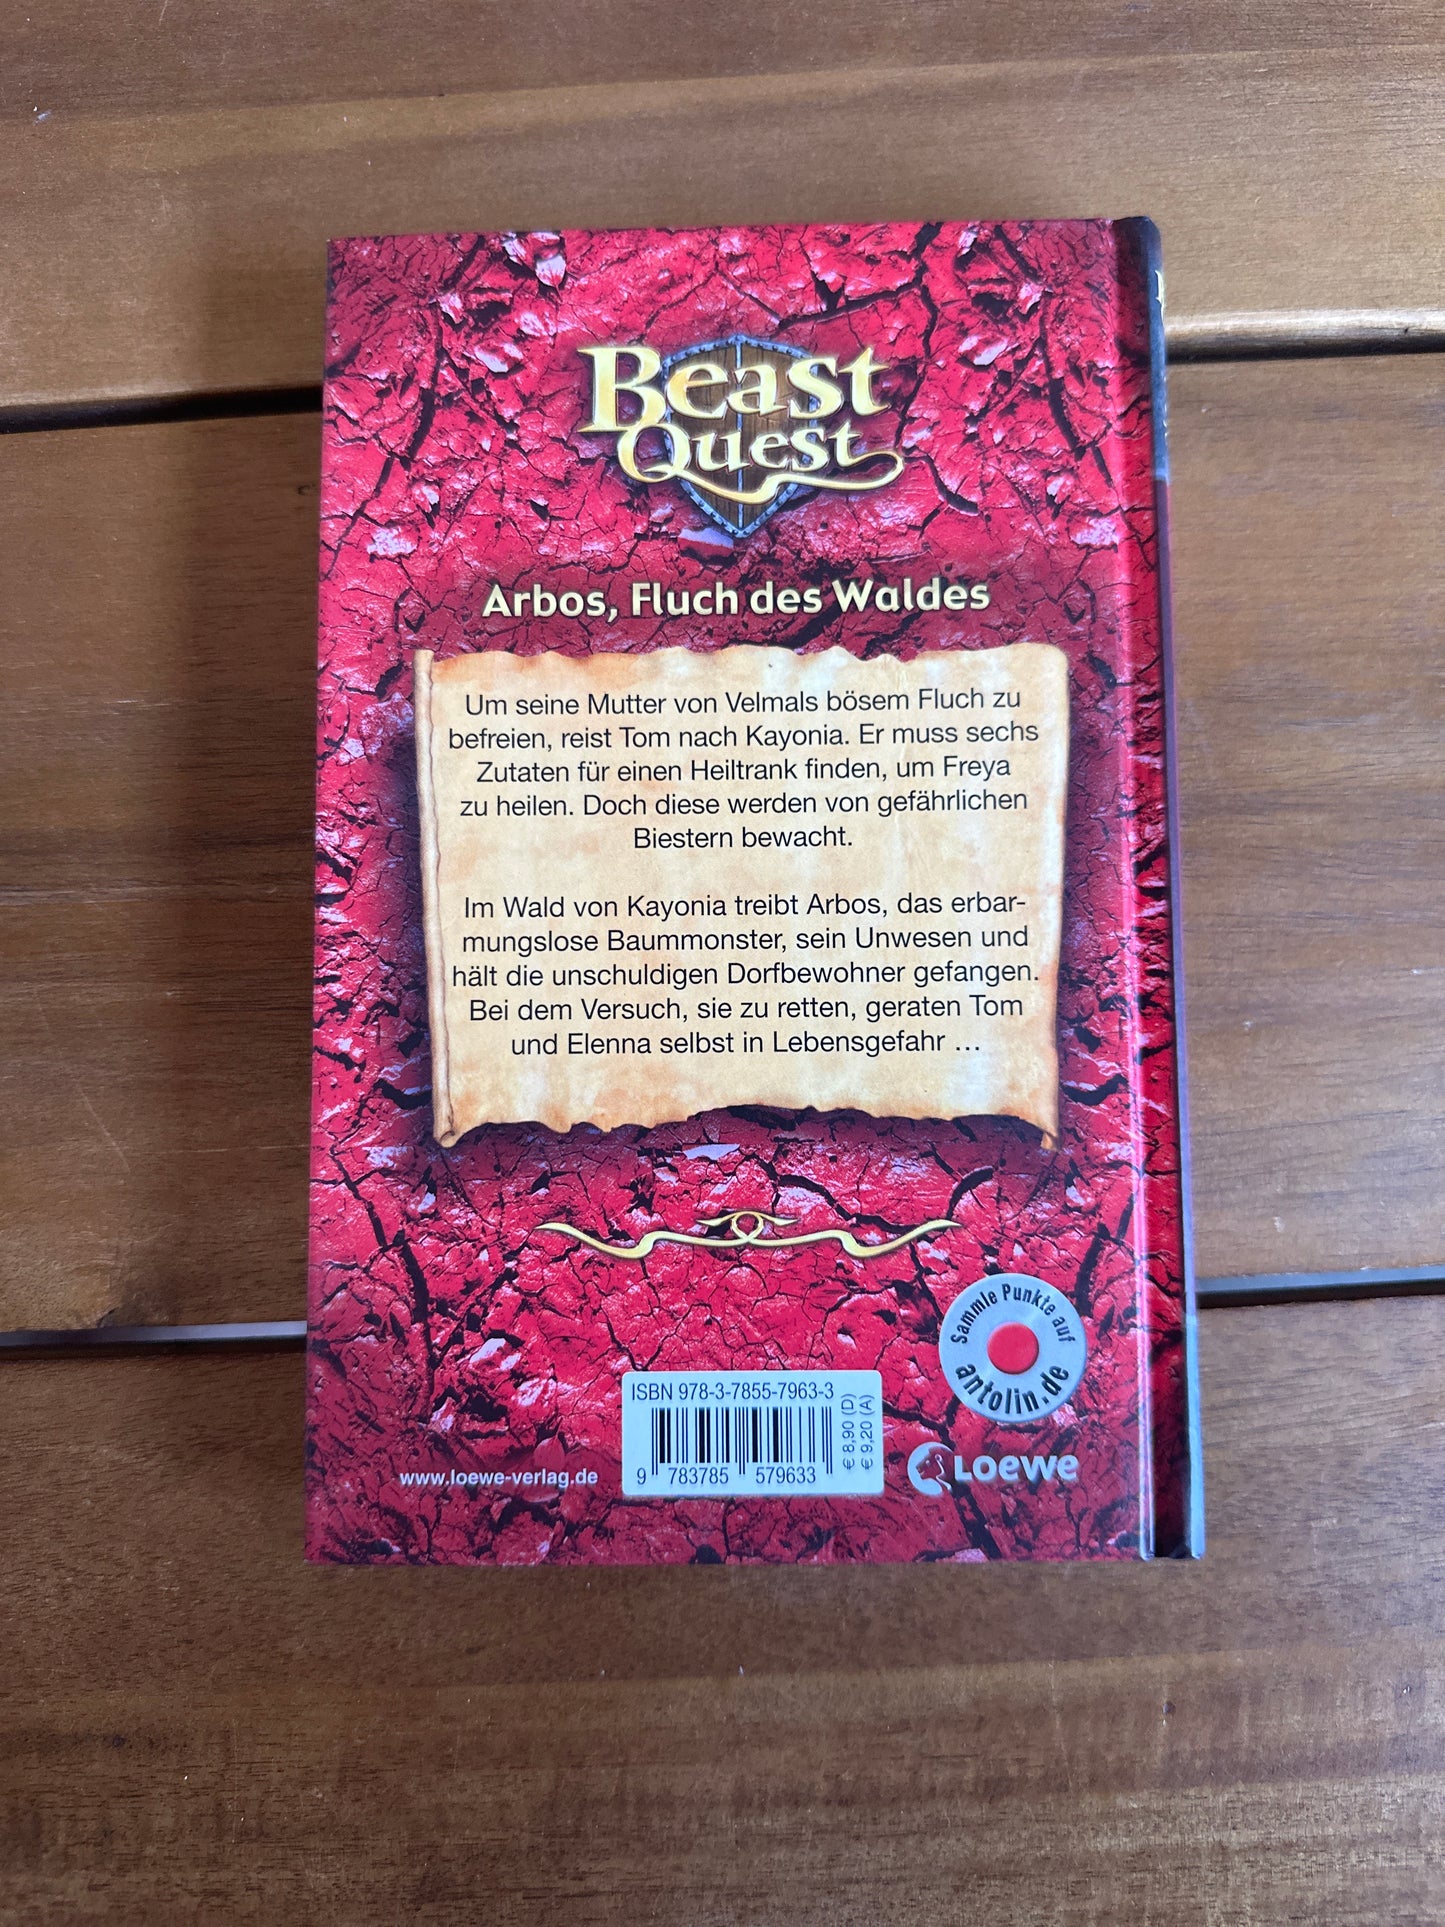 Beast
Quest
Arbos, Fluch des Waldes
Um seine Mutter von Velmals bösem Fluch zu
befreien, reist Tom nach Kayonia. Er muss sechs
Zutaten für einen Heiltrank finden, um Freya
zu heilen. Doch diese werden von gefährlichen
Biestern bewacht.
Im Wald von Kayonia treibt Arbos, das erbar-
mungslose Baummonster, sein Unwesen und
hält die unschuldigen Dorfbewohner gefangen.
Bei dem Versuch, sie zu retten, geraten Tom
und Elenna selbst in Lebensgefahr …
Sammle Punkte auf
antolin.de
ISBN 978-3-7855-7963-3
€ 8,90 (D)
€ 9,20 (A)
9 783785 579633
www.loewe-verlag.de
Loewe